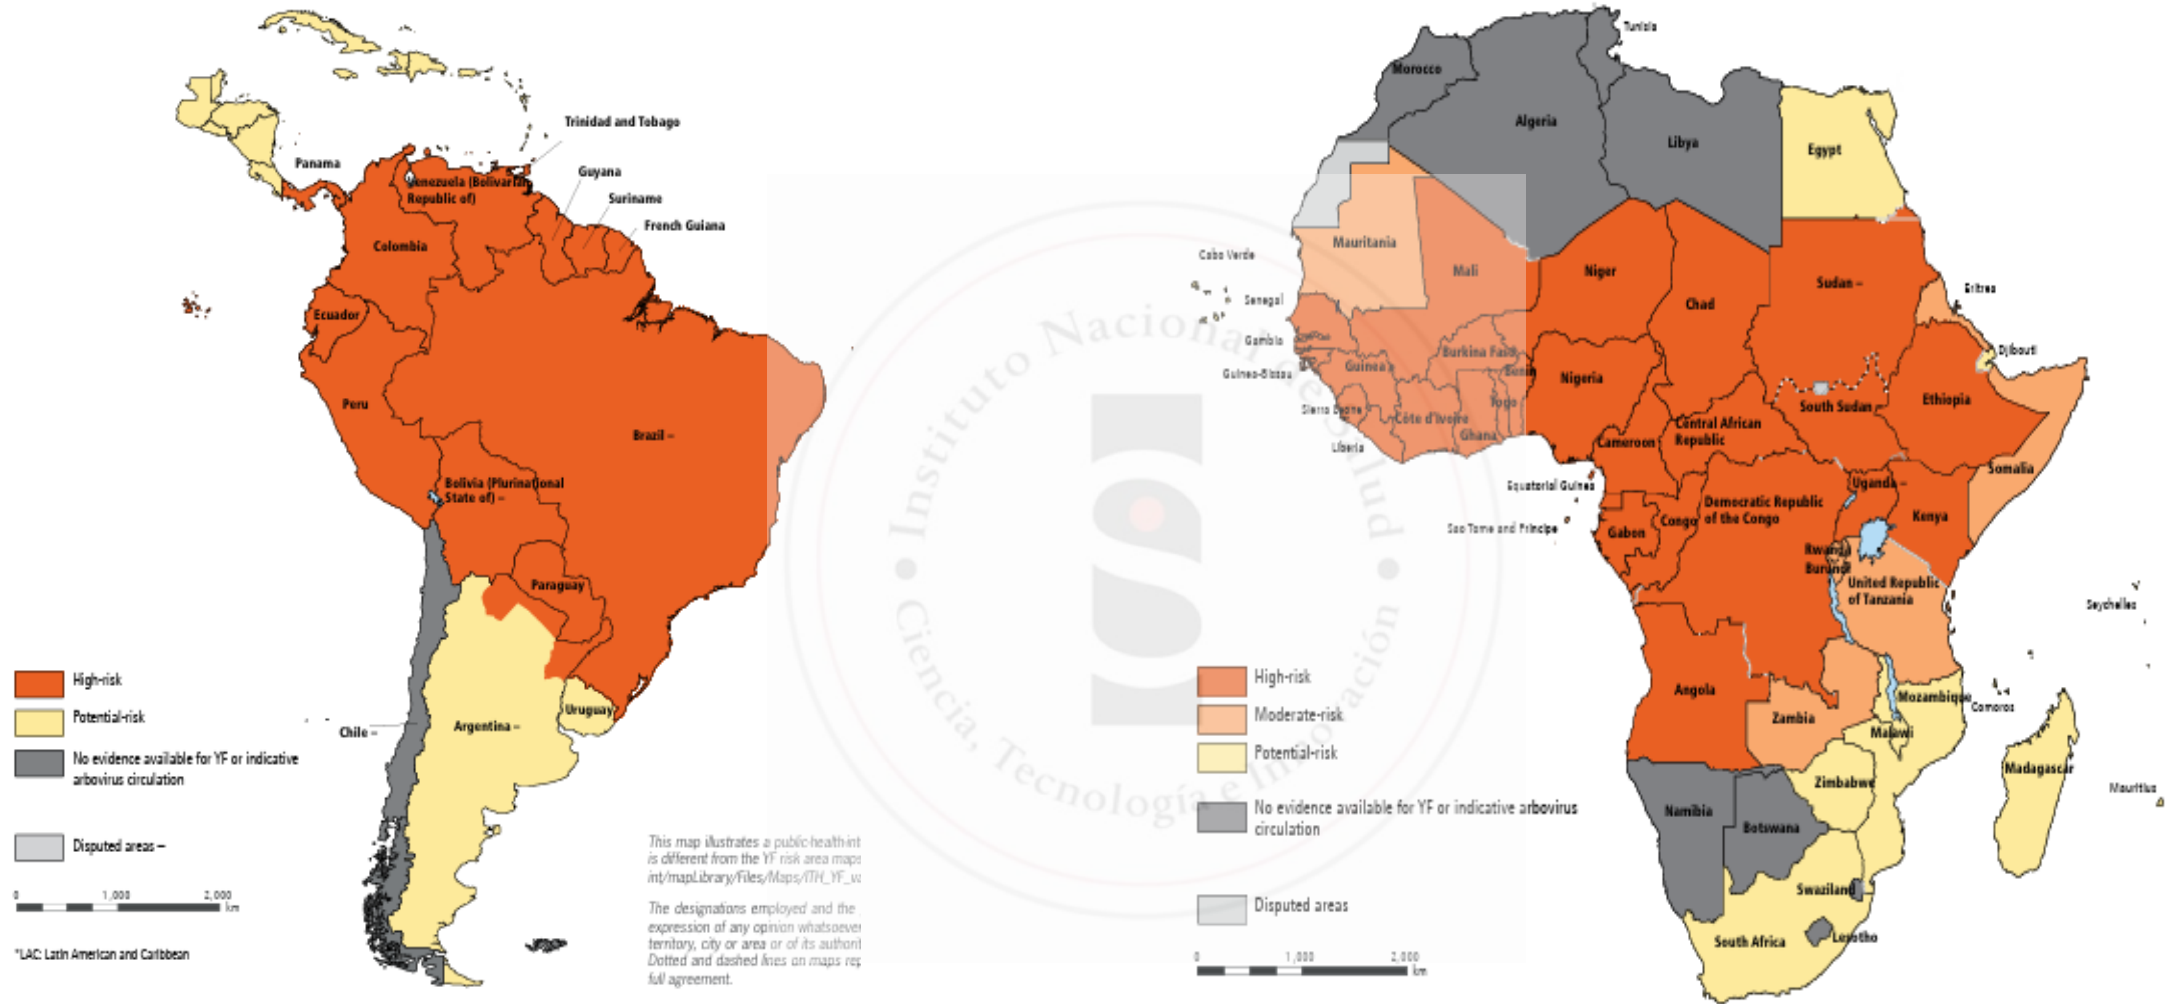 Trinidad and Tobago
Panama
Guyana
Venezuela (Bolivarian
Republic of)
Suriname
French Guiana
Colombia
Ecuador
Peru
Brazil –
Bolivia (Plurinational
State of) –
Paraguay
Uruguay
Argentina –
Chile –
High-risk
Potential-risk
No evidence available for YF or indicative
arbovirus circulation
Disputed areas –
0 1,000 2,000
km
*LAC: Latin American and Caribbean
This map illustrates a public-health-int
is different from the YF risk area maps
int/mapLibrary/Files/Maps/ITH_YF_va
The designations employed and the
expression of any opinion whatsoever
territory, city or area or of its authorit
Dotted and dashed lines on maps rep
full agreement.
Instituto Nacional de Salud
Ciencia, Tecnología e Innovación
Tunisia
Morocco
Algeria
Libya
Egypt
Cabo Verde
Mauritania
Mali
Niger
Chad
Sudan –
Eritrea
Senegal
Gambia
Guinea-Bissau
Guinea
Burkina Faso
Benin
Nigeria
Djibouti
Sierra Leone
Côte d'Ivoire
Togo
Ghana
Liberia
South Sudan
Ethiopia
Central African
Republic
Cameroon
Somalia
Equatorial Guinea
Uganda –
Democratic Republic
of the Congo
Kenya
Sao Tome and Principe
Gabon
Congo
Rwanda
Burundi
United Republic
of Tanzania
Seychelles
Angola
Zambia
Mozambique
Comoros
Malawi
Madagascar
Zimbabwe
Mauritius
Namibia
Botswana
Swaziland
South Africa
Lesotho
High-risk
Moderate-risk
Potential-risk
No evidence available for YF or indicative arbovirus
circulation
Disputed areas
0 1,000 2,000
km